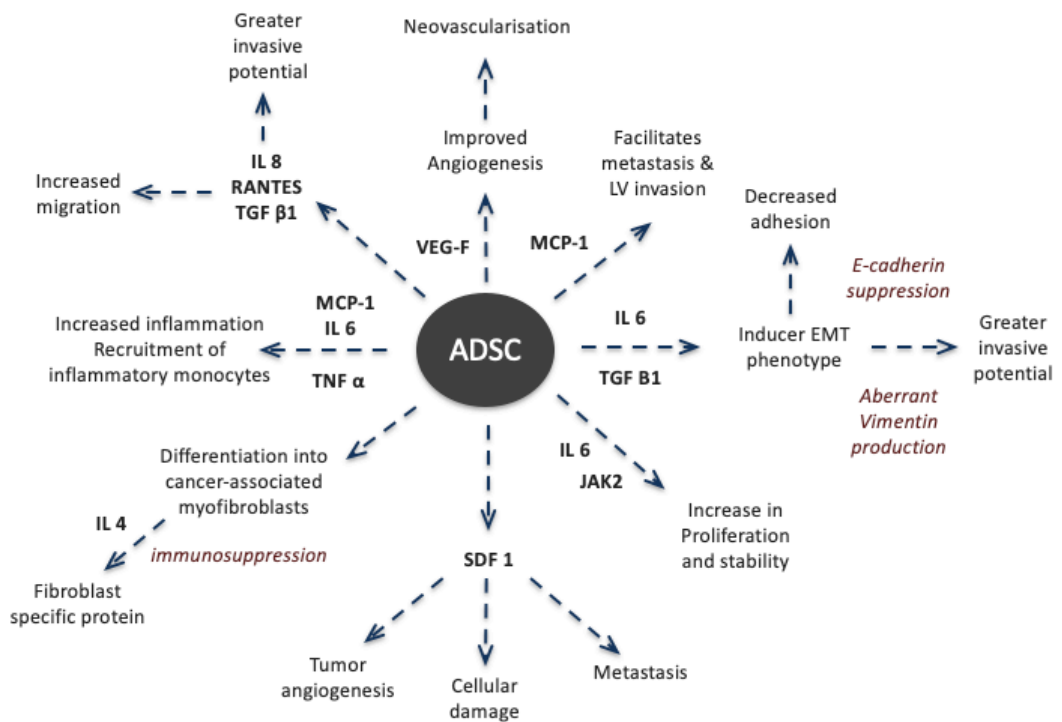 Greater
invasive
potential
Neovascularisation
IL 8
RANTES
TGF β1
Increased
migration
Improved
Angiogenesis
VEG-F
Facilitates
metastasis &
LV invasion
MCP-1
Decreased
adhesion
E-cadherin
suppression
MCP-1
IL 6
TNF α
Increased inflammation
Recruitment of
inflammatory monocytes
ADSC
IL 6
TGF B1
Inducer EMT
phenotype
Greater
invasive
potential
Aberrant
Vimentin
production
Differentiation into
cancer-associated
myofibroblasts
IL 4
immunosuppression
Fibroblast
specific protein
IL 6
JAK2
Increase in
Proliferation
and stability
SDF 1
Tumor
angiogenesis
Cellular
damage
Metastasis